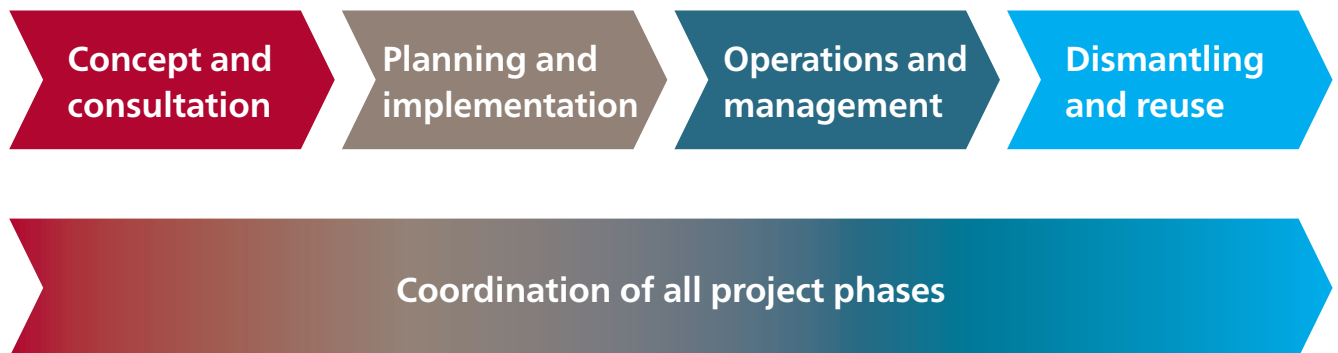 Concept and
consultation
Planning and
implementation
Operations and
management
Dismantling
and reuse
Coordination of all project phases